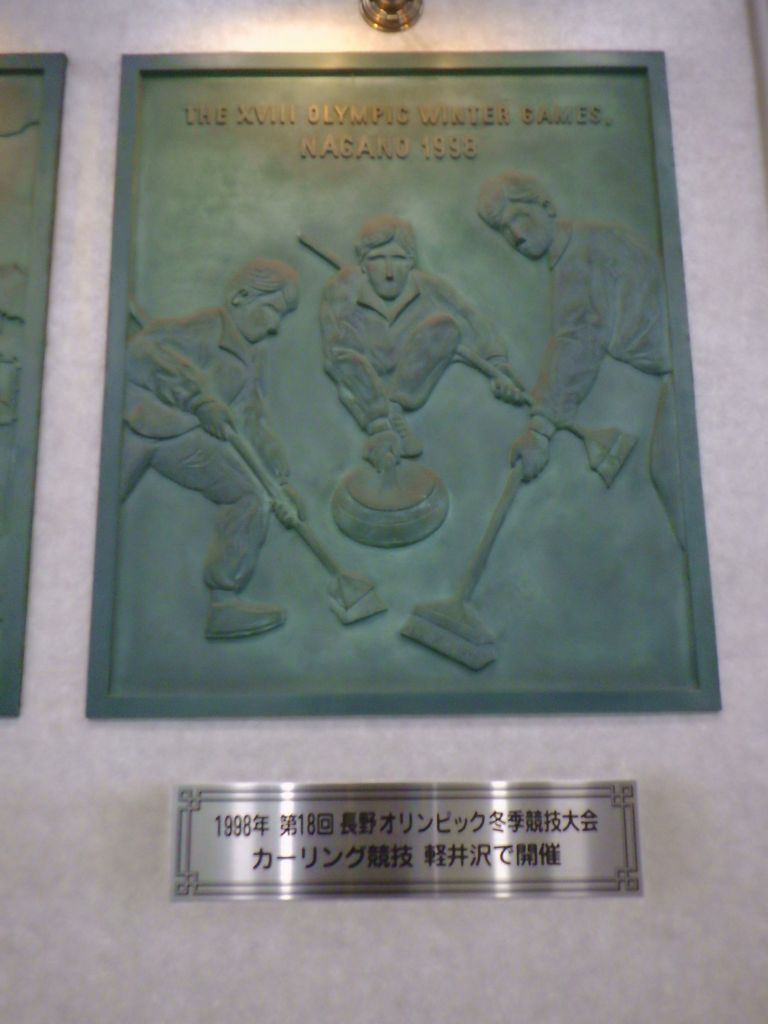 THE XVIII OLYMPIC WINTER GAMES,
NAGANO 1998
1998年 第18回 長野オリンピック冬季競技大会
カーリング競技 軽井沢で開催